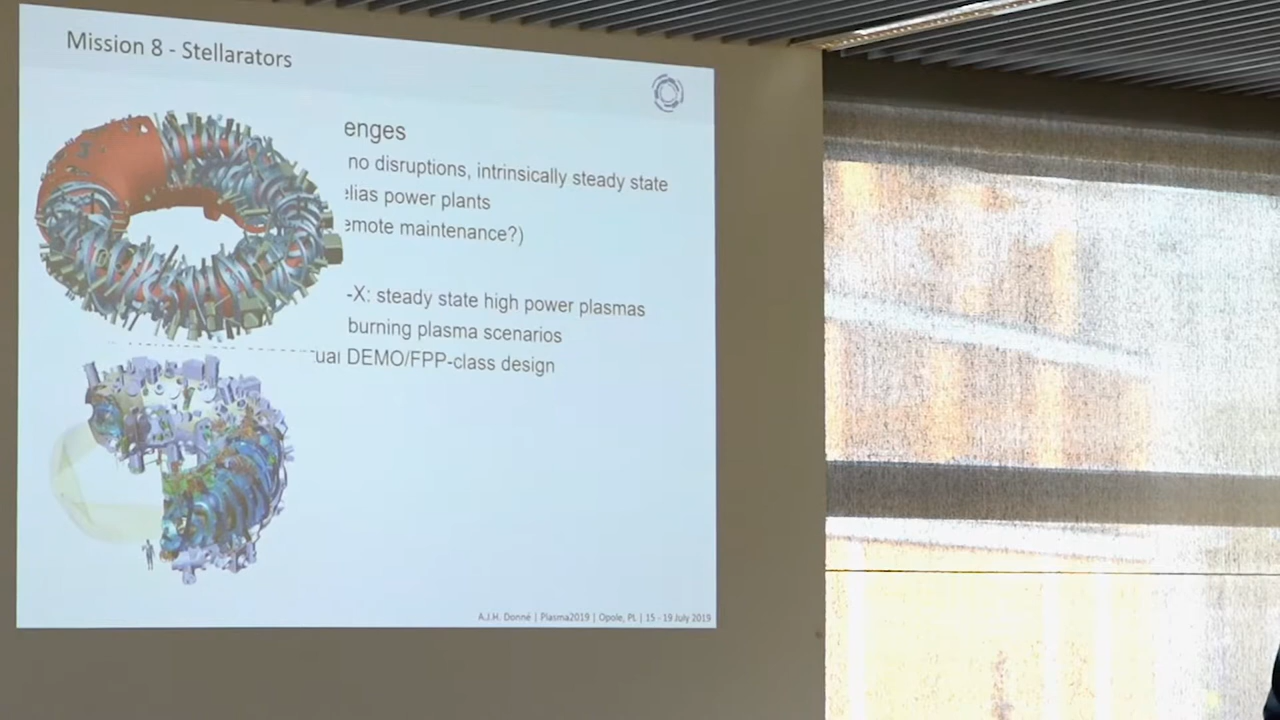 Mission 8 - Stellarators
enges
no disruptions, intrinsically steady state
elias power plants
emote maintenance?)
-X: steady state high power plasmas
burning plasma scenarios
ual DEMO/FPP-class design
A.J.H. Donné | Plasma2019 | Opole, PL | 15 - 19 July 2019